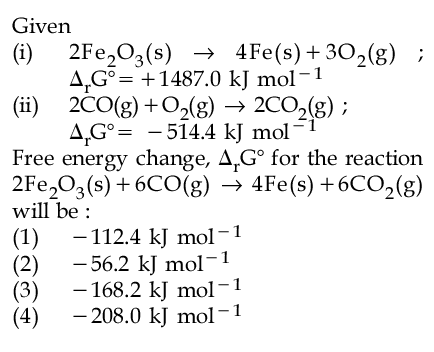 Given
(i) 2Fe₂O₃(s) → 4Fe(s)+3O₂(g) ;
ΔᵣG°= +1487.0 kJ mol⁻¹
(ii) 2CO(g)+O₂(g) → 2CO₂(g) ;
ΔᵣG°= −514.4 kJ mol⁻¹
Free energy change, ΔᵣG° for the reaction
2Fe₂O₃(s)+6CO(g) → 4Fe(s)+6CO₂(g)
will be :
(1) −112.4 kJ mol⁻¹
(2) −56.2 kJ mol⁻¹
(3) −168.2 kJ mol⁻¹
(4) −208.0 kJ mol⁻¹